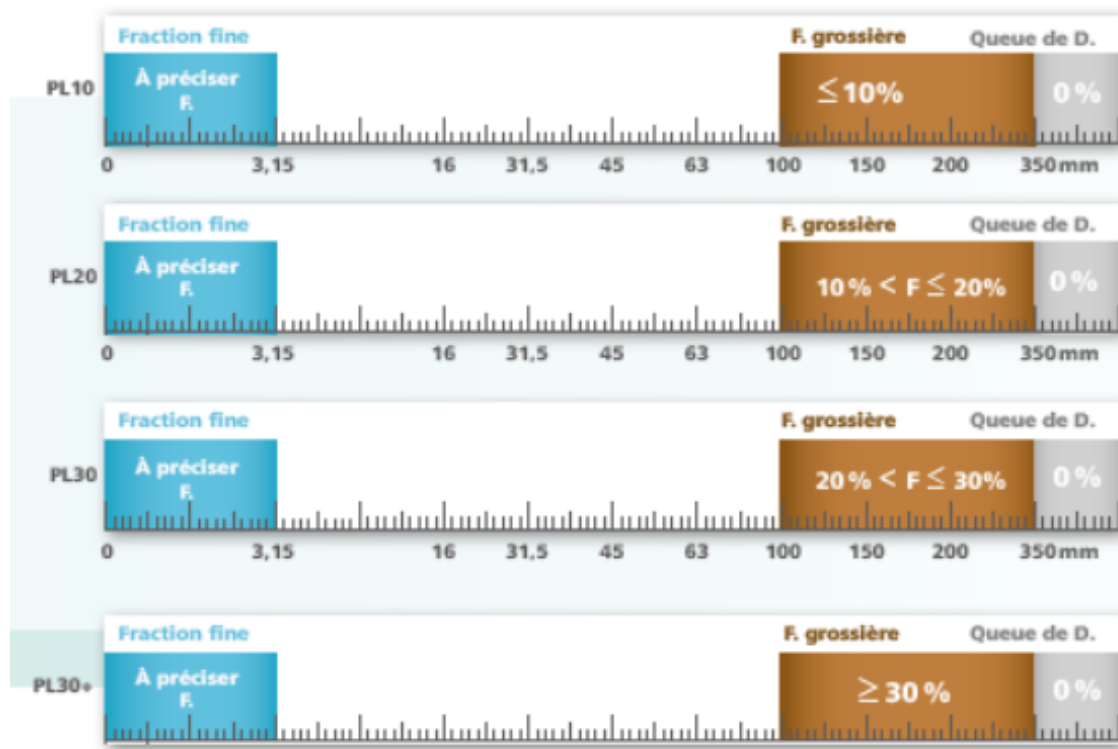 Fraction fine F. grossière Queue de D.
PL10 À préciser F. ≤ 10% 0 %
0 3,15 16 31,5 45 63 100 150 200 350mm
Fraction fine F. grossière Queue de D.
PL20 À préciser F. 10 % < F ≤ 20% 0 %
0 3,15 16 31,5 45 63 100 150 200 350mm
Fraction fine F. grossière Queue de D.
PL30 À préciser F. 20 % < F ≤ 30% 0 %
0 3,15 16 31,5 45 63 100 150 200 350mm
Fraction fine F. grossière Queue de D.
PL30+ À préciser F. ≥ 30 % 0 %